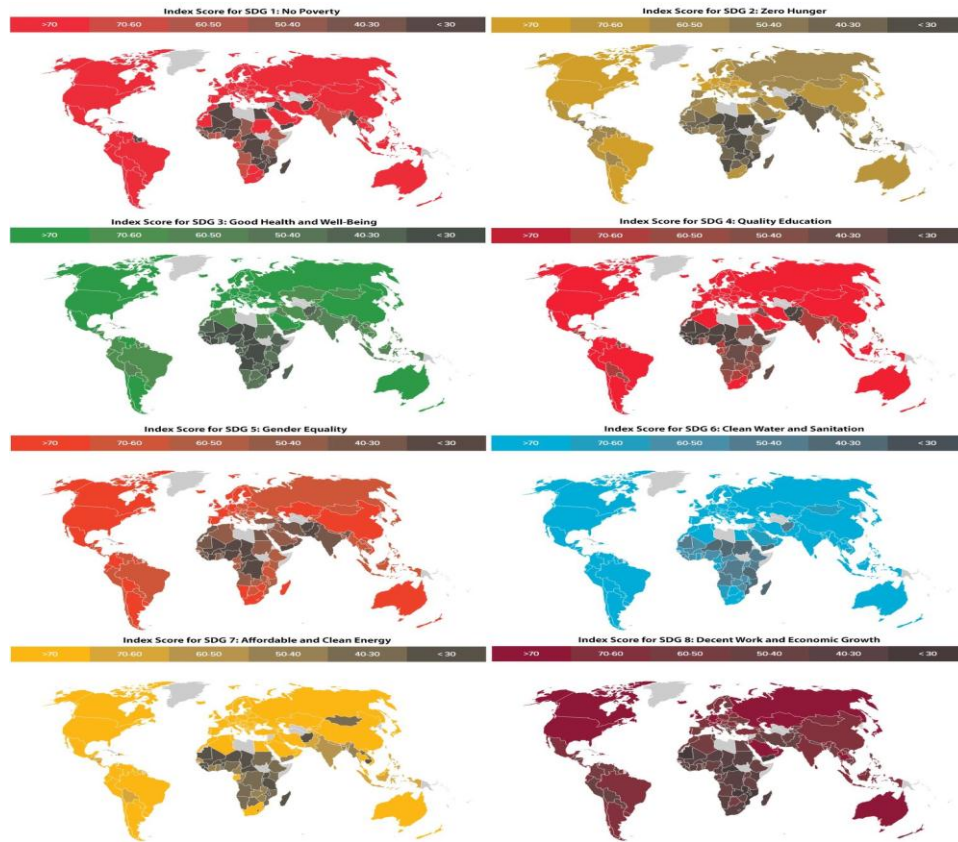 Index Score for SDG 1: No Poverty
>70 70-60 60-50 50-40 40-30 < 30
Index Score for SDG 2: Zero Hunger
>70 70-60 60-50 50-40 40-30 < 30
Index Score for SDG 3: Good Health and Well-Being
>70 70-60 60-50 50-40 40-30 < 30
Index Score for SDG 4: Quality Education
>70 70-60 60-50 50-40 40-30 < 30
Index Score for SDG 5: Gender Equality
>70 70-60 60-50 50-40 40-30 < 30
Index Score for SDG 6: Clean Water and Sanitation
>70 70-60 60-50 50-40 40-30 < 30
Index Score for SDG 7: Affordable and Clean Energy
>70 70-60 60-50 50-40 40-30 < 30
Index Score for SDG 8: Decent Work and Economic Growth
>70 70-60 60-50 50-40 40-30 < 30